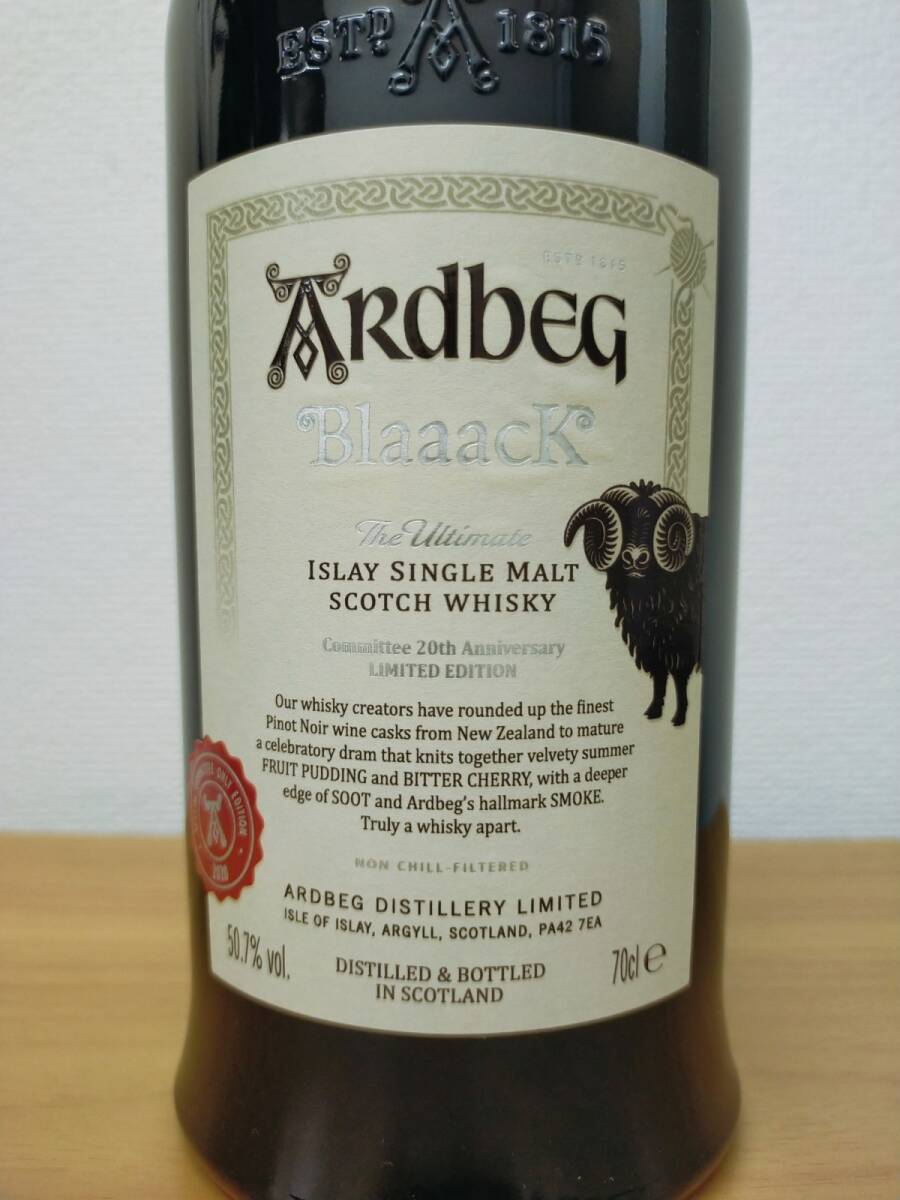 ESTD 1815
ESTD 1815
ARDBEG
BlaaacK
The Ultimate
ISLAY SINGLE MALT
SCOTCH WHISKY
Committee 20th Anniversary
LIMITED EDITION
Our whisky creators have rounded up the finest
Pinot Noir wine casks from New Zealand to mature
a celebratory dram that knits together velvety summer
FRUIT PUDDING and BITTER CHERRY, with a deeper
edge of SOOT and Ardbeg's hallmark SMOKE.
Truly a whisky apart.
ONLY EDITION
2020
NON CHILL-FILTERED
ARDBEG DISTILLERY LIMITED
ISLE OF ISLAY, ARGYLL, SCOTLAND, PA42 7EA
50.7% vol.
DISTILLED & BOTTLED
IN SCOTLAND
70cl e